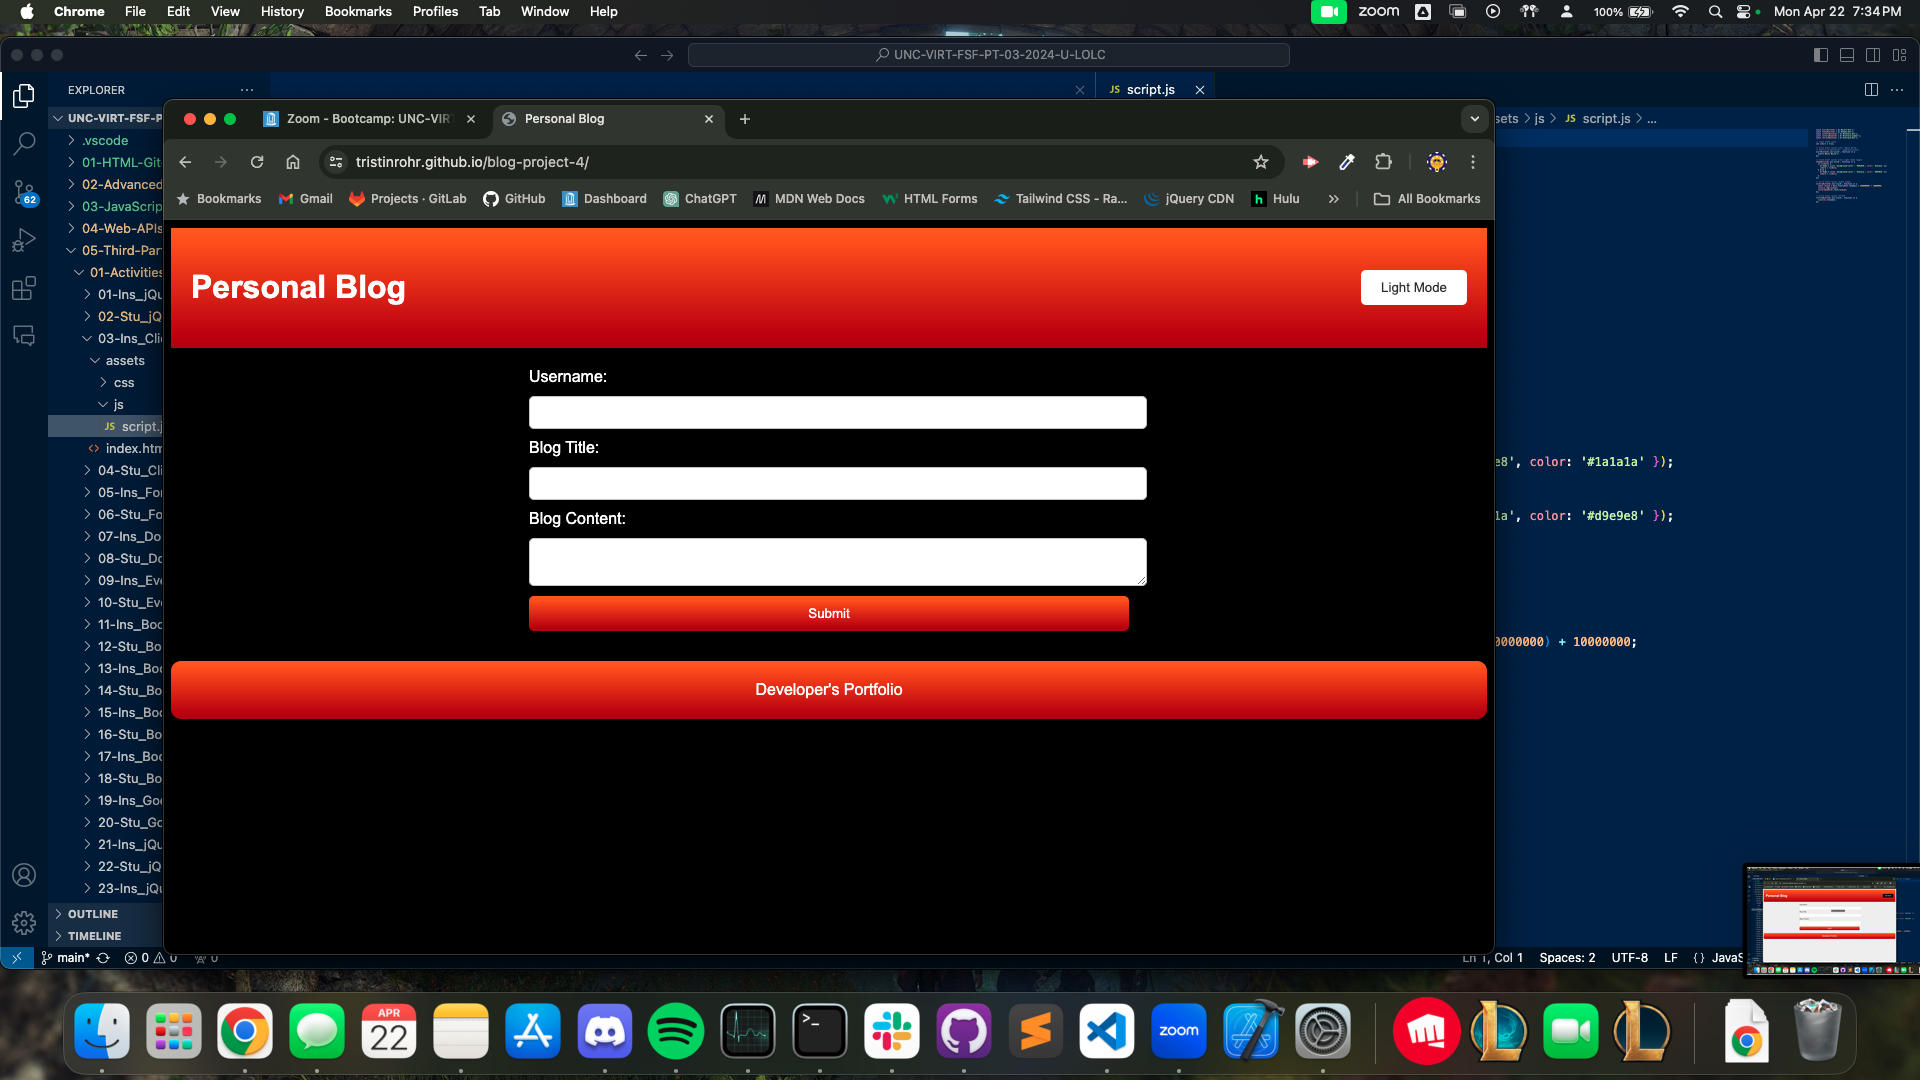 Chrome File Edit View History Bookmarks Profiles Tab Window Help
zoom 100% Mon Apr 22 7:34 PM
UNC-VIRT-FSF-PT-03-2024-U-LOLC
EXPLORER
JS script.js
UNC-VIRT-FSF-P
.vscode
01-HTML-Git
02-Advanced
03-JavaScrip
04-Web-APIs
05-Third-Par
01-Activities
01-Ins_jQu
02-Stu_jQ
03-Ins_Cli
assets
css
js
JS script.j
index.htm
04-Stu_Cli
05-Ins_For
06-Stu_Fo
07-Ins_Do
08-Stu_Do
09-Ins_Eve
10-Stu_Eve
11-Ins_Boo
12-Stu_Bo
13-Ins_Boo
14-Stu_Bo
15-Ins_Boo
16-Stu_Bo
17-Ins_Boo
18-Stu_Bo
19-Ins_Goo
20-Stu_Go
21-Ins_jQu
22-Stu_jQ
23-Ins_jQu
OUTLINE
TIMELINE
62
Zoom - Bootcamp: UNC-VIR
Personal Blog
sets > js > JS script.js > ...
tristinrohr.github.io/blog-project-4/
Bookmarks Gmail Projects · GitLab GitHub Dashboard ChatGPT MDN Web Docs HTML Forms Tailwind CSS - Ra... jQuery CDN Hulu » All Bookmarks
Personal Blog
Light Mode
Username:
Blog Title:
Blog Content:
Submit
Developer's Portfolio
e8', color: '#1a1a1a' });
1a', color: '#d9e9e8' });
0000000) + 10000000;
main* 0 0 0
Ln 1, Col 1 Spaces: 2 UTF-8 LF {} JavaS
APR
22
zoom